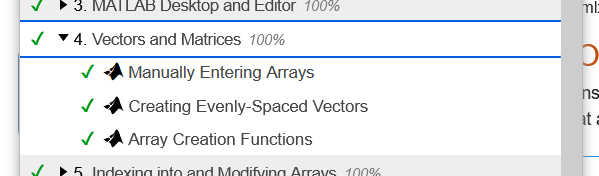 3. MATLAB Desktop and Editor 100%
4. Vectors and Matrices 100%
Manually Entering Arrays
Creating Evenly-Spaced Vectors
Array Creation Functions
5. Indexing into and Modifying Arrays 100%